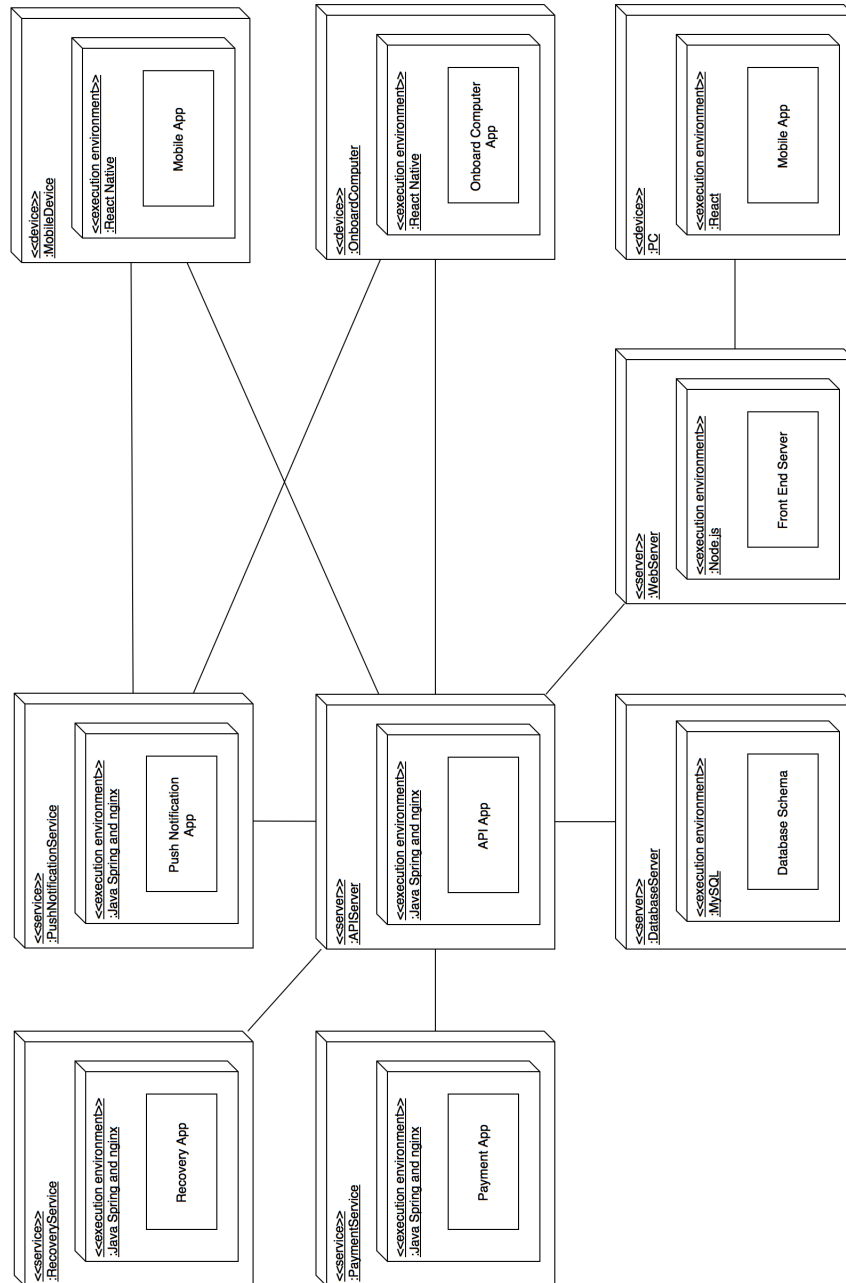 <<service>>
:RecoveryService
<<execution environment>>
:Java Spring and nginx
Recovery App
<<service>>
:PushNotificationService
<<execution environment>>
:Java Spring and nginx
Push Notification
App
<<device>>
:MobileDevice
<<execution environment>>
:React Native
Mobile App
<<service>>
:PaymentService
<<execution environment>>
:Java Spring and nginx
Payment App
<<server>>
:APIServer
<<execution environment>>
:Java Spring and nginx
API App
<<device>>
:OnboardComputer
<<execution environment>>
:React Native
Onboard Computer
App
<<server>>
:DatabaseServer
<<execution environment>>
:MySQL
Database Schema
<<server>>
:WebServer
<<execution environment>>
:Node.js
Front End Server
<<device>>
:PC
<<execution environment>>
:React
Mobile App